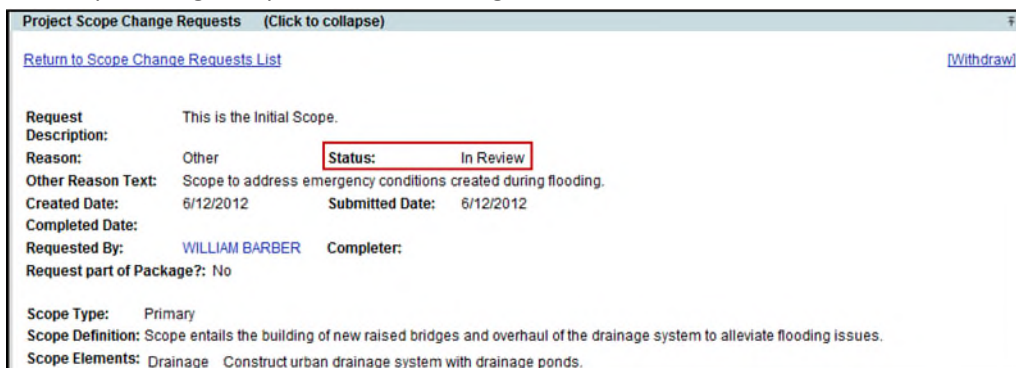 Project Scope Change Requests (Click to collapse)
Return to Scope Change Requests List [Withdraw]
Request Description: This is the Initial Scope.
Reason: Other Status: In Review
Other Reason Text: Scope to address emergency conditions created during flooding.
Created Date: 6/12/2012 Submitted Date: 6/12/2012
Completed Date:
Requested By: WILLIAM BARBER Completer:
Request part of Package?: No
Scope Type: Primary
Scope Definition: Scope entails the building of new raised bridges and overhaul of the drainage system to alleviate flooding issues.
Scope Elements: Drainage Construct urban drainage system with drainage ponds.